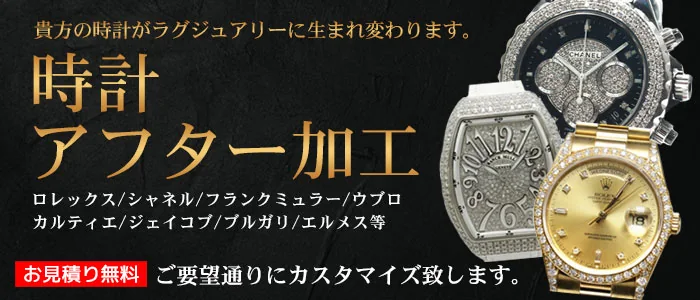 貴方の時計がラグジュアリーに生まれ変わります。
時計
アフター加工
ロレックス/シャネル/フランクミュラー/ウブロ
カルティエ/ジェイコブ/ブルガリ/エルメス等
お見積り無料 ご要望通りにカスタマイズ致します。
CHANEL
FRANCK MULLER
ROLEX